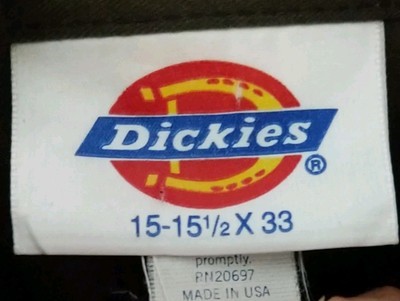 Dickies®
15-15½ X 33
promptly.
RN20697
MADE IN USA